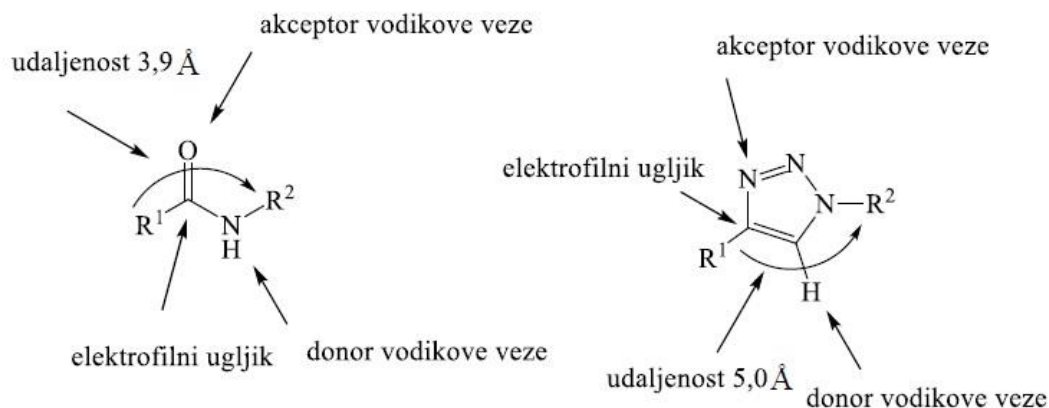 akceptor vodikove veze
udaljenost 3,9 Å
O
R¹
N
H
R²
elektrofilni ugljik
donor vodikove veze
akceptor vodikove veze
elektrofilni ugljik
N
N
N
R²
R¹
H
udaljenost 5,0 Å
donor vodikove veze